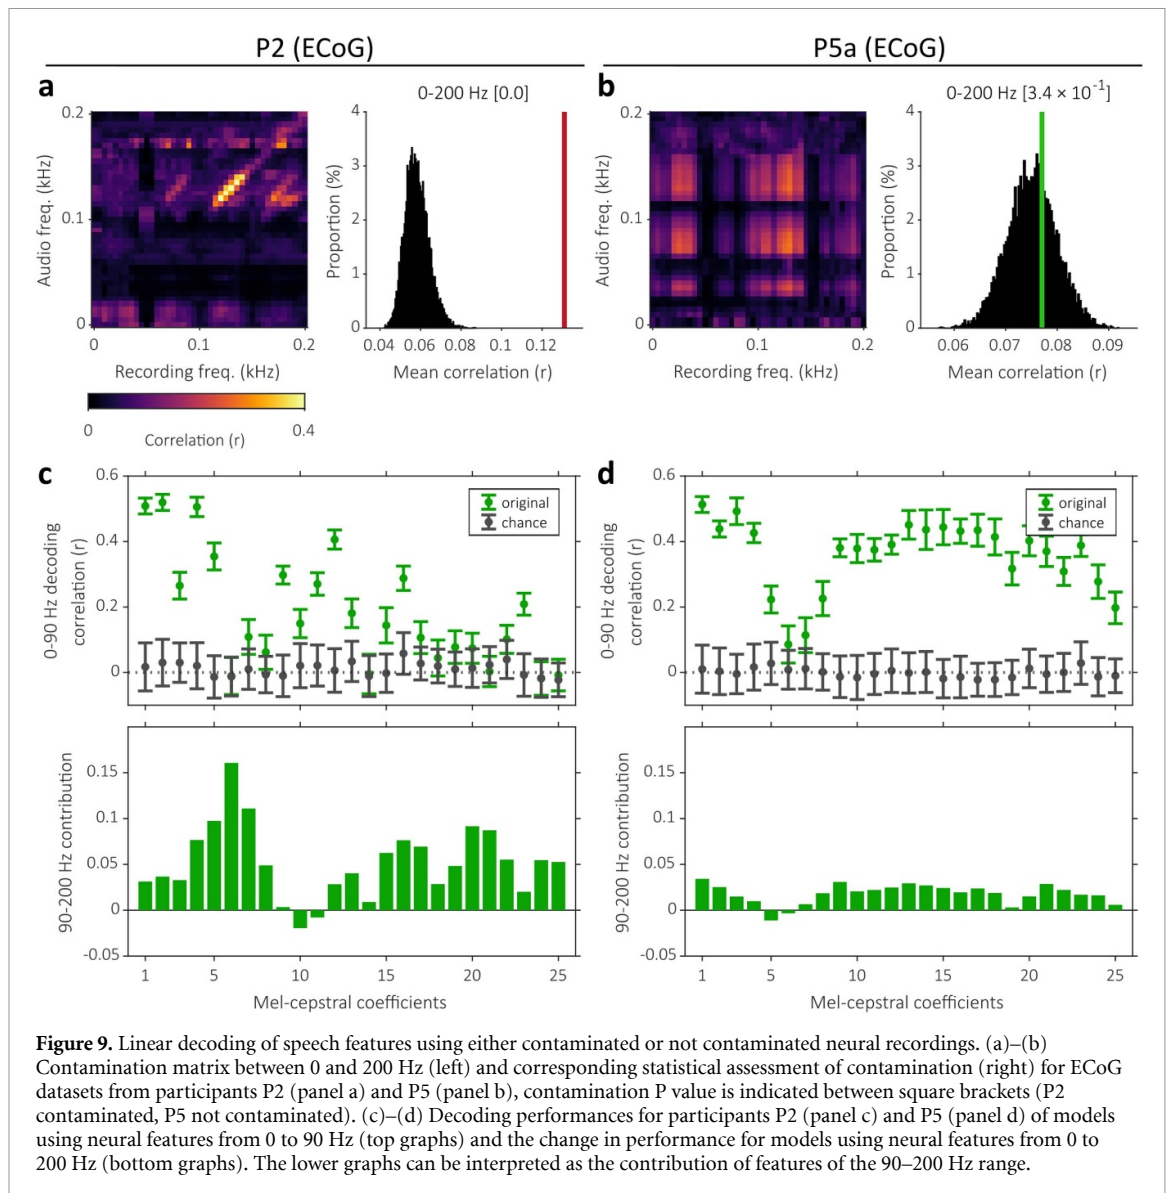 P2 (ECoG)
P5a (ECoG)
a
0-200 Hz [0.0]
0.2
0.1
0
Audio freq. (kHz)
0
0.1
0.2
Recording freq. (kHz)
4
3
2
1
0
Proportion (%)
0.04 0.06 0.08 0.1 0.12
Mean correlation (r)
0
0.4
Correlation (r)
b
0-200 Hz [3.4 × 10⁻¹]
0.2
0.1
0
Audio freq. (kHz)
0
0.1
0.2
Recording freq. (kHz)
4
3
2
1
0
Proportion (%)
0.06 0.07 0.08 0.09
Mean correlation (r)
c
0.6
0.4
0.2
0
0-90 Hz decoding
correlation (r)
original
chance
0.15
0.1
0.05
0
-0.05
90-200 Hz contribution
1 5 10 15 20 25
Mel-cepstral coefficients
d
0.6
0.4
0.2
0
0-90 Hz decoding
correlation (r)
original
chance
0.15
0.1
0.05
0
-0.05
90-200 Hz contribution
1 5 10 15 20 25
Mel-cepstral coefficients
Figure 9. Linear decoding of speech features using either contaminated or not contaminated neural recordings. (a)–(b)
Contamination matrix between 0 and 200 Hz (left) and corresponding statistical assessment of contamination (right) for ECoG
datasets from participants P2 (panel a) and P5 (panel b), contamination P value is indicated between square brackets (P2
contaminated, P5 not contaminated). (c)–(d) Decoding performances for participants P2 (panel c) and P5 (panel d) of models
using neural features from 0 to 90 Hz (top graphs) and the change in performance for models using neural features from 0 to
200 Hz (bottom graphs). The lower graphs can be interpreted as the contribution of features of the 90–200 Hz range.